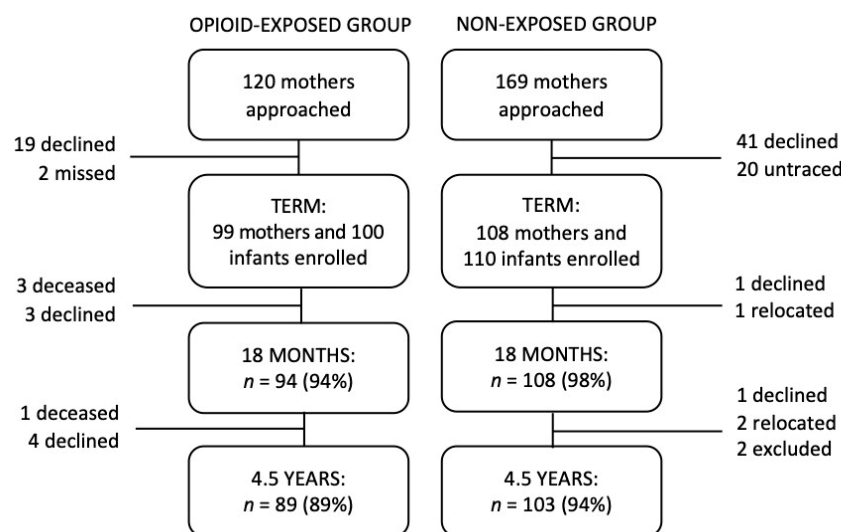 OPIOID-EXPOSED GROUP
NON-EXPOSED GROUP
120 mothers
approached
169 mothers
approached
19 declined
2 missed
41 declined
20 untraced
TERM:
99 mothers and 100
infants enrolled
TERM:
108 mothers and
110 infants enrolled
3 deceased
3 declined
1 declined
1 relocated
18 MONTHS:
n = 94 (94%)
18 MONTHS:
n = 108 (98%)
1 deceased
4 declined
1 declined
2 relocated
2 excluded
4.5 YEARS:
n = 89 (89%)
4.5 YEARS:
n = 103 (94%)